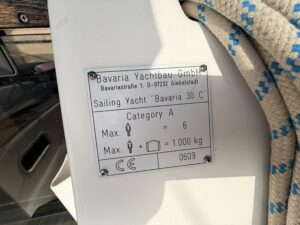 Bavaria Yachtbau GmbH
Bavariastraße 1, D-97232 Giebelstadt
Sailing Yacht "Bavaria 30 C"
Category A
Max. = 6
Max. + = 1.000 kg
CE 0609